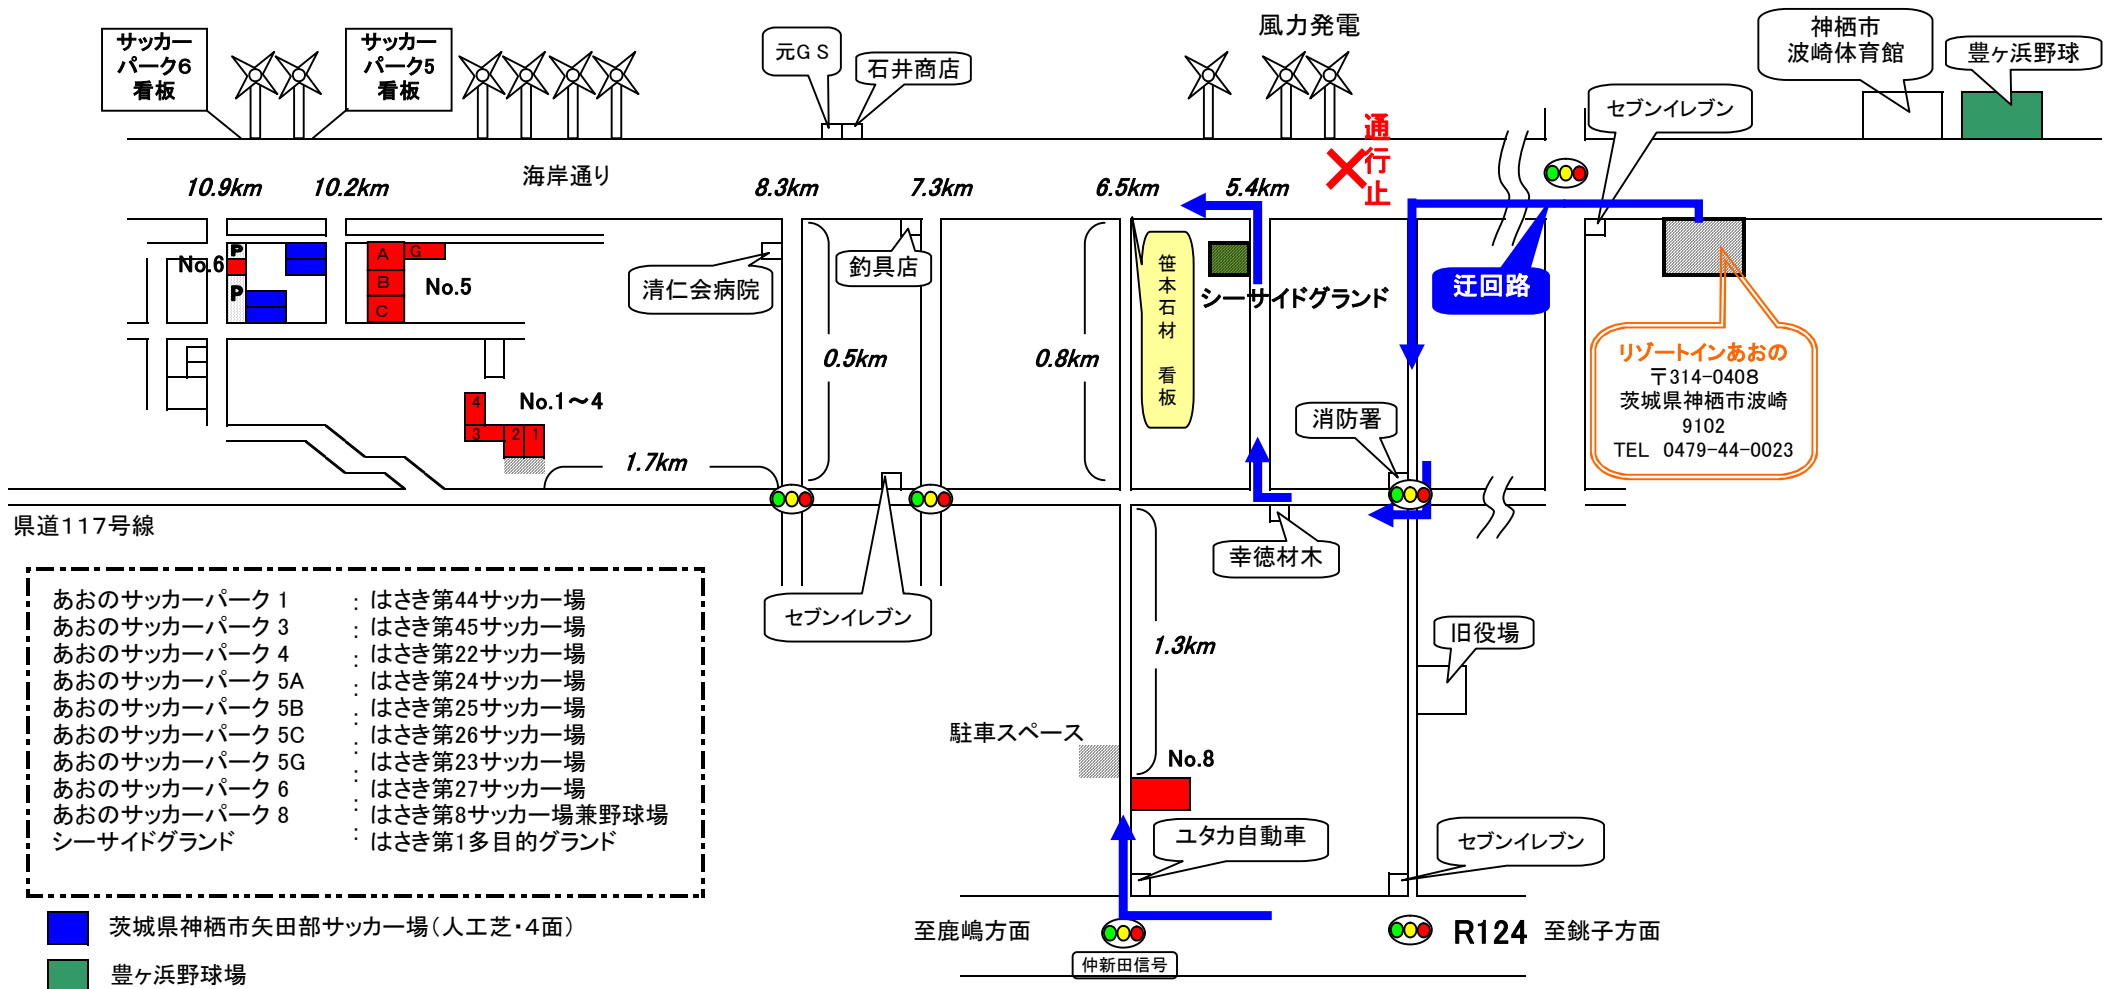 サッカー
パーク6
看板
サッカー
パーク5
看板
元GS
石井商店
風力発電
神栖市
波崎体育館
豊ヶ浜野球
セブンイレブン
通行止
海岸通り
10.9km
10.2km
8.3km
7.3km
6.5km
5.4km
P
No.6
P
A
G
B
C
No.5
清仁会病院
釣具店
笹本石材 看板
シーサイドグランド
迂回路
リゾートインあおの
〒314-0408
茨城県神栖市波崎
9102
TEL 0479-44-0023
0.5km
0.8km
4
3
2
1
No.1～4
消防署
1.7km
県道117号線
幸徳材木
セブンイレブン
あおのサッカーパーク 1 : はさき第44サッカー場
あおのサッカーパーク 3 : はさき第45サッカー場
あおのサッカーパーク 4 : はさき第22サッカー場
あおのサッカーパーク 5A : はさき第24サッカー場
あおのサッカーパーク 5B : はさき第25サッカー場
あおのサッカーパーク 5C : はさき第26サッカー場
あおのサッカーパーク 5G : はさき第23サッカー場
あおのサッカーパーク 6 : はさき第27サッカー場
あおのサッカーパーク 8 : はさき第8サッカー場兼野球場
シーサイドグランド : はさき第1多目的グランド
1.3km
旧役場
駐車スペース
No.8
ユタカ自動車
セブンイレブン
至鹿嶋方面
R124
至銚子方面
仲新田信号
茨城県神栖市矢田部サッカー場(人工芝・4面)
豊ヶ浜野球場